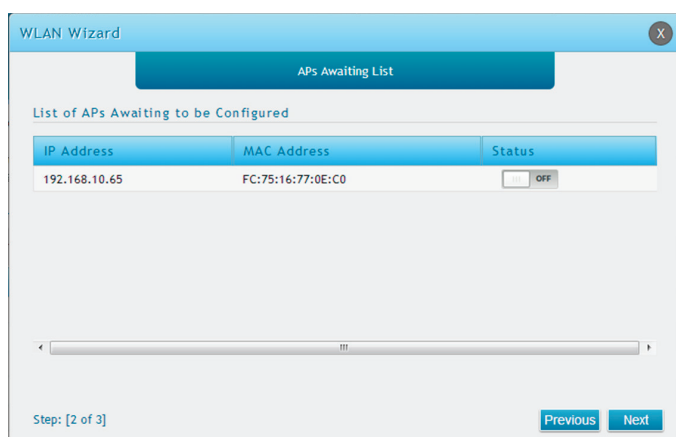 WLAN Wizard
X
APs Awaiting List
List of APs Awaiting to be Configured
IP Address MAC Address Status
192.168.10.65 FC:75:16:77:0E:C0 OFF
Step: [2 of 3]
Previous Next